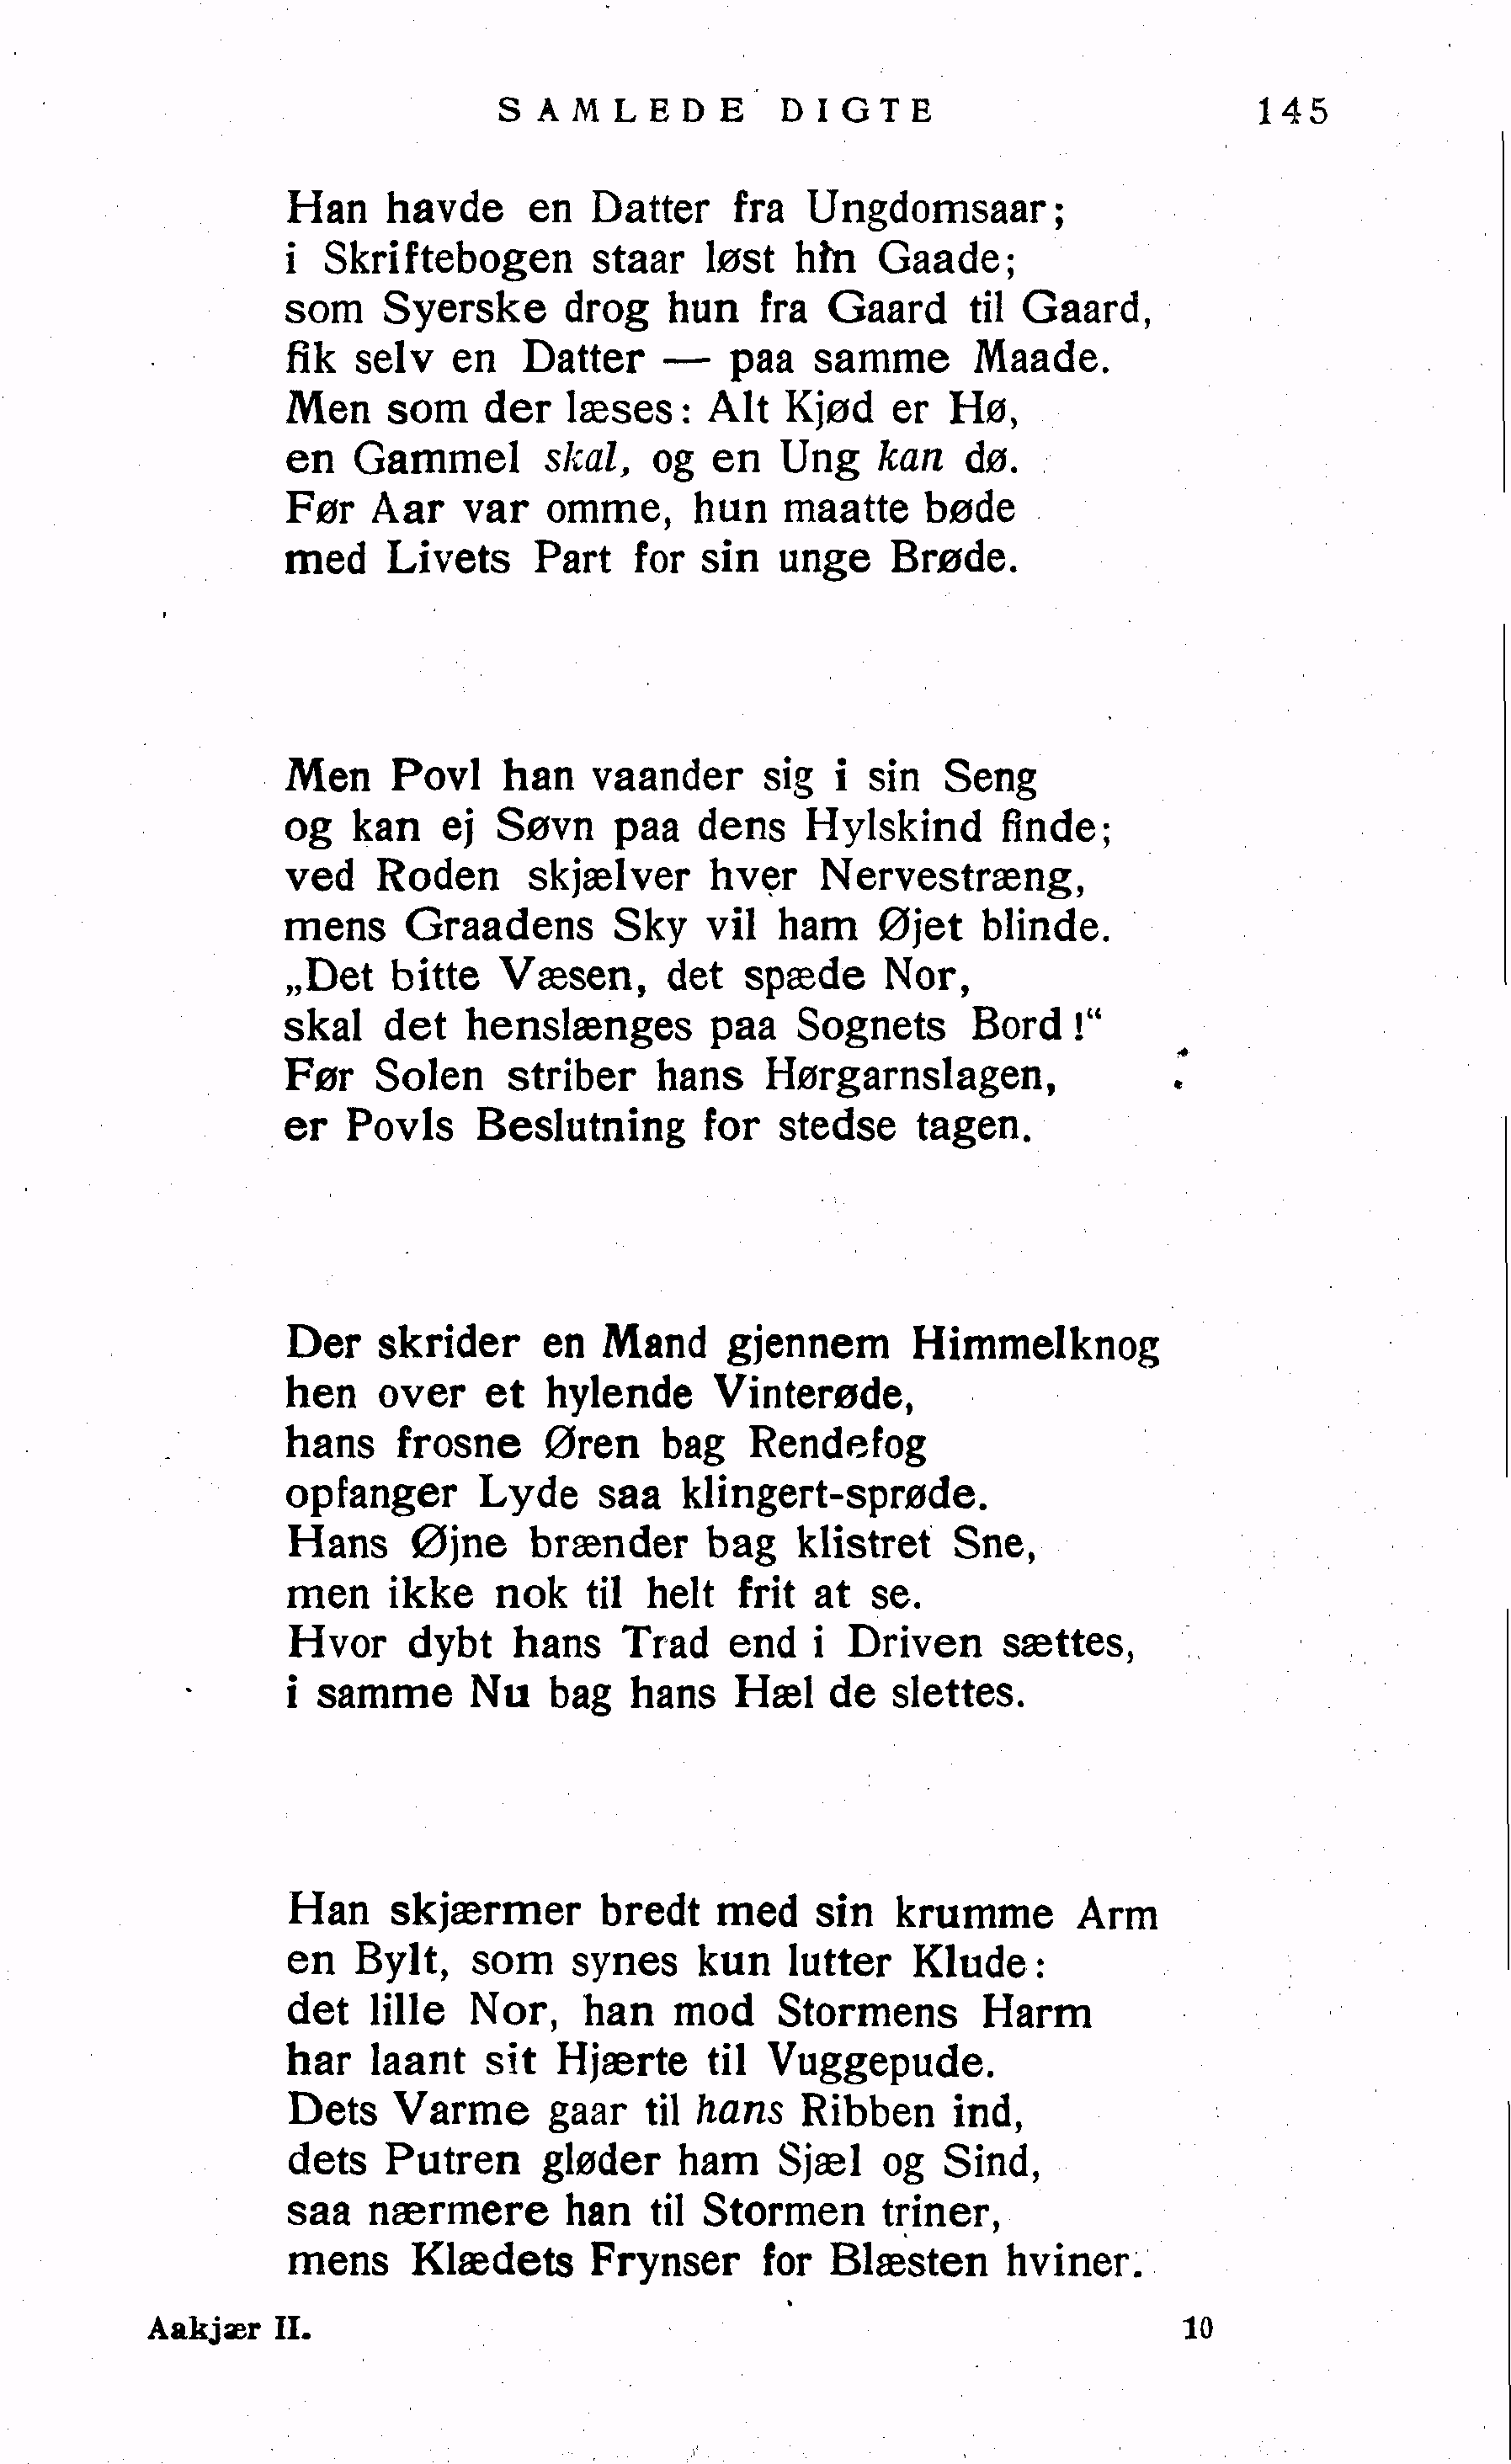 SAMLEDE DIGTE 145
Han havde en Datter fra Ungdomsaar;
i Skriftebogen staar løst hin Gaade;
som Syerske drog hun fra Gaard til Gaard,
fik selv en Datter — paa samme Maade.
Men som der læses: Alt Kjød er Hø,
en Gammel skal, og en Ung kan dø.
Før Aar var omme, hun maatte bøde
med Livets Part for sin unge Brøde.
Men Povl han vaander sig i sin Seng
og kan ej Søvn paa dens Hylskind finde;
ved Roden skjælver hver Nervestræng,
mens Graadens Sky vil ham Øjet blinde.
„Det bitte Væsen, det spæde Nor,
skal det henslænges paa Sognets Bord!“
Før Solen striber hans Hørgarnslagen,
er Povls Beslutning for stedse tagen.
Der skrider en Mand gjennem Himmelknog
hen over et hylende Vinterøde,
hans frosne Øren bag Rendefog
opfanger Lyde saa klingert-sprøde.
Hans Øjne brænder bag klistret Sne,
men ikke nok til helt frit at se.
Hvor dybt hans Trad end i Driven sættes,
i samme Nu bag hans Hæl de slettes.
Han skjærmer bredt med sin krumme Arm
en Bylt, som synes kun lutter Klude:
det lille Nor, han mod Stormens Harm
har laant sit Hjærte til Vuggepude.
Dets Varme gaar til hans Ribben ind,
dets Putren gløder ham Sjæl og Sind,
saa nærmere han til Stormen triner,
mens Klædets Frynser for Blæsten hviner.
Aakjær II. 10